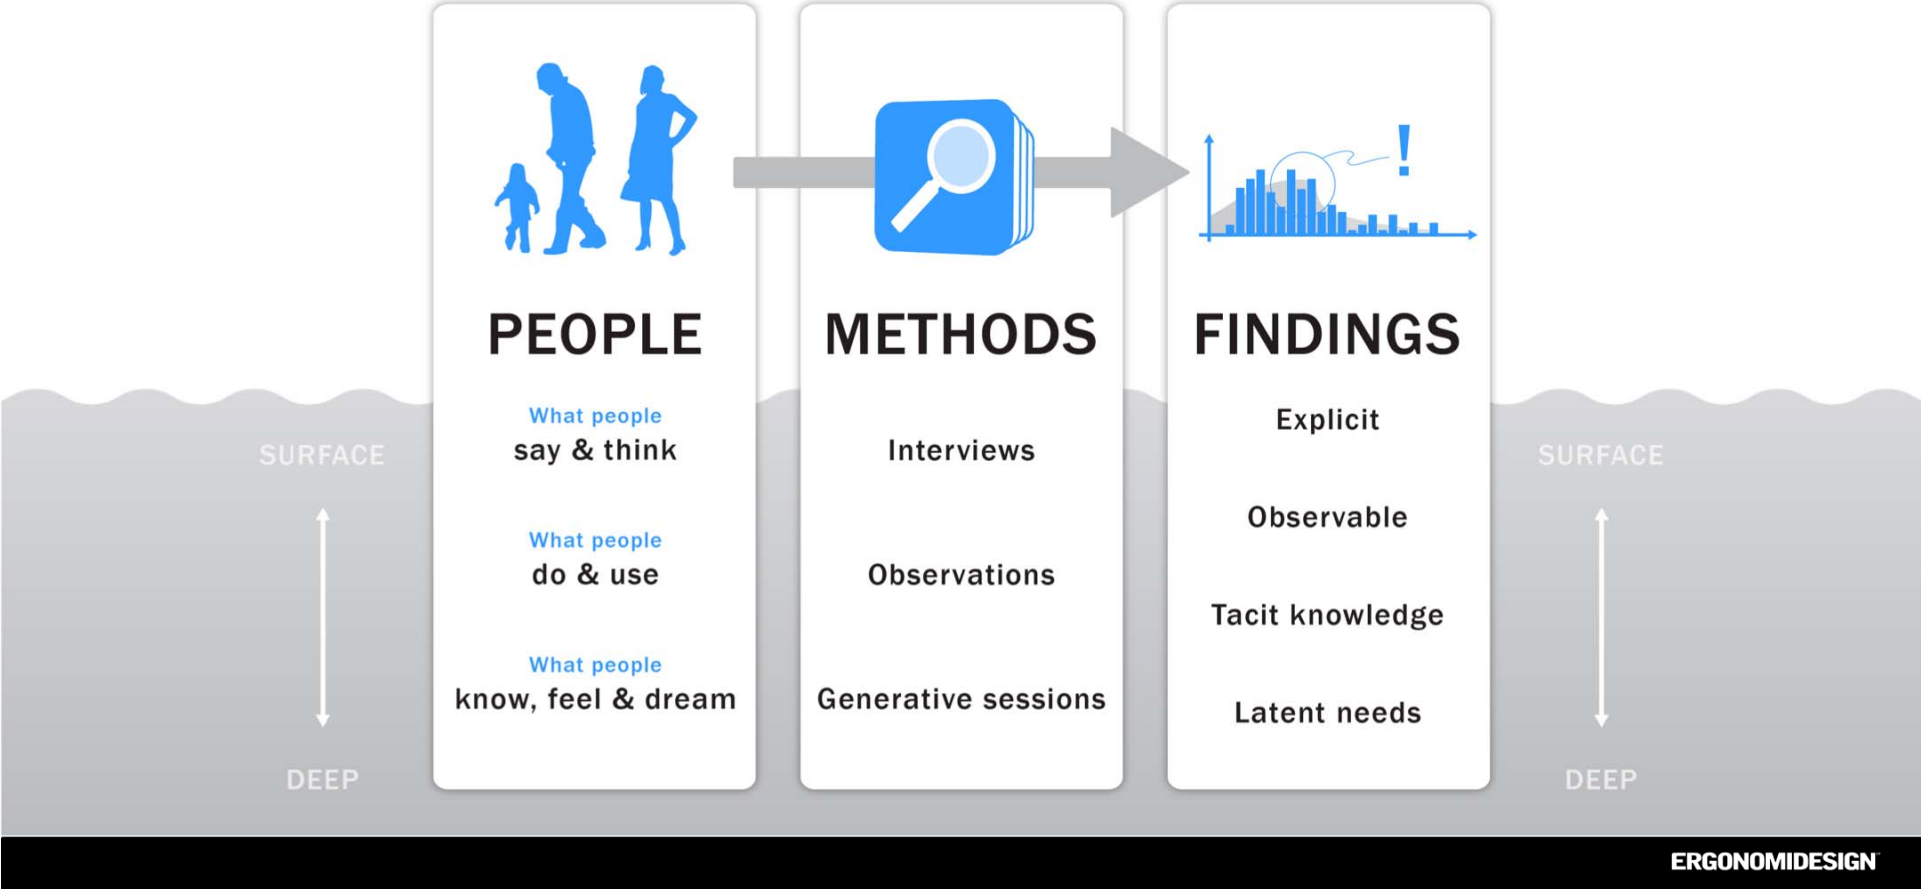 PEOPLE
What people
say & think
What people
do & use
What people
know, feel & dream
METHODS
Interviews
Observations
Generative sessions
!
FINDINGS
Explicit
Observable
Tacit knowledge
Latent needs
SURFACE
DEEP
SURFACE
DEEP
ERGONOMIDESIGN™